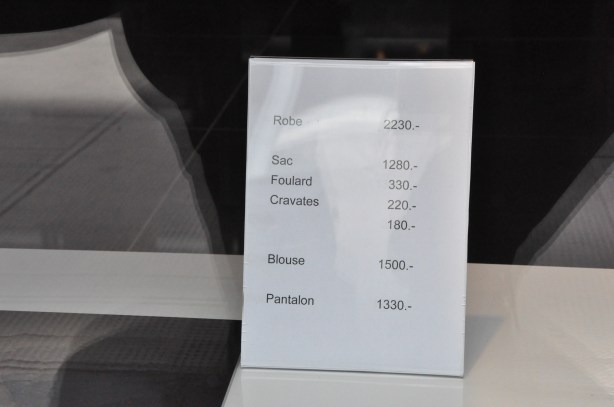 Robe 2230.-
Sac 1280.-
Foulard 330.-
Cravates 220.-
180.-
Blouse 1500.-
Pantalon 1330.-